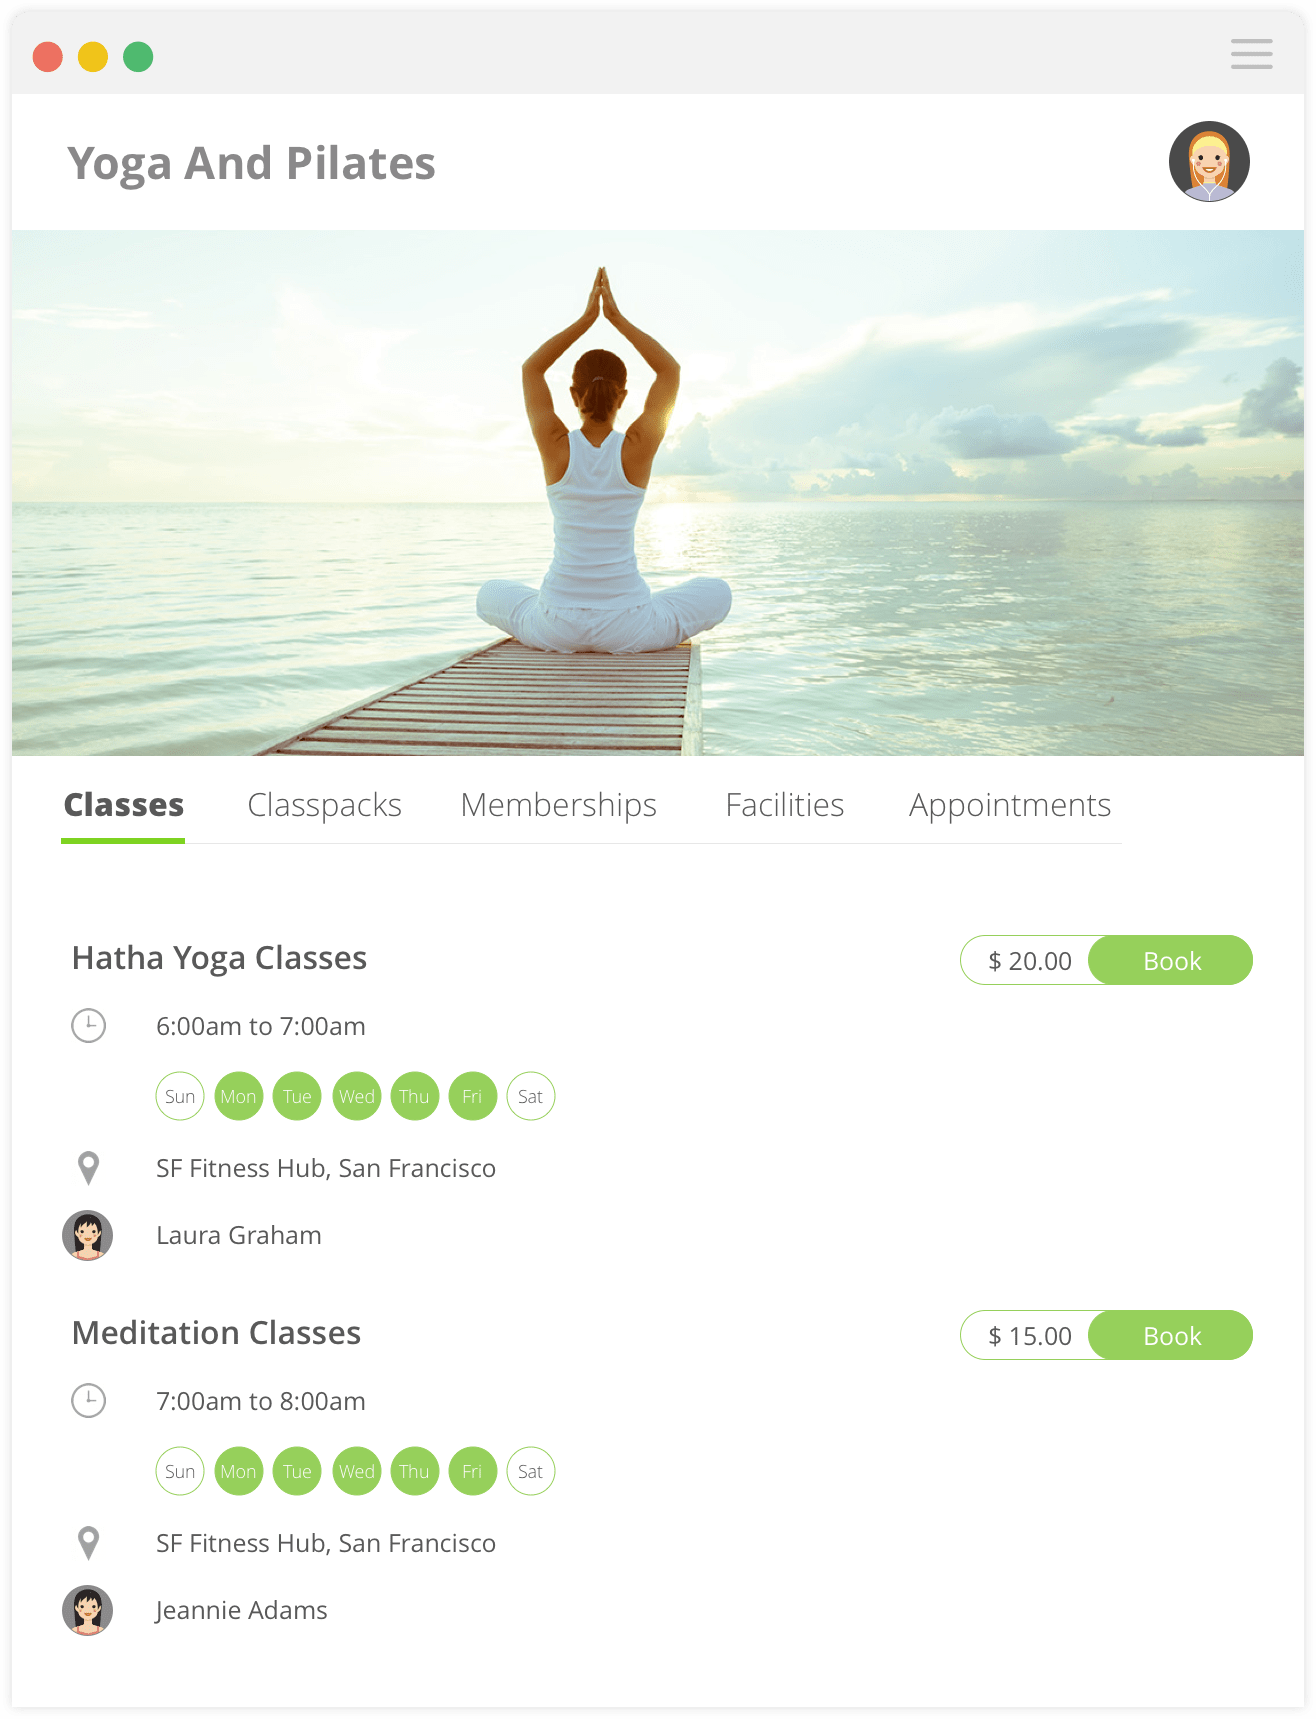 Yoga And Pilates
Classes Classpacks Memberships Facilities Appointments
Hatha Yoga Classes
$ 20.00 Book
6:00am to 7:00am
Sun Mon Tue Wed Thu Fri Sat
SF Fitness Hub, San Francisco
Laura Graham
Meditation Classes
$ 15.00 Book
7:00am to 8:00am
Sun Mon Tue Wed Thu Fri Sat
SF Fitness Hub, San Francisco
Jeannie Adams